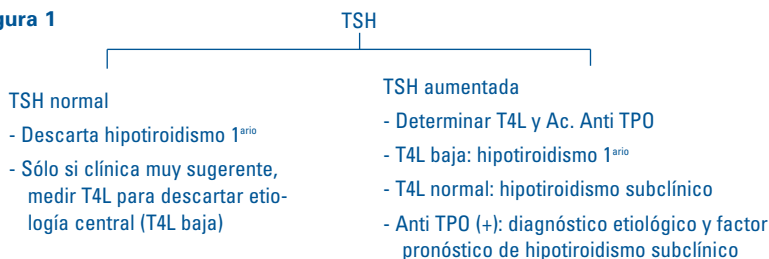 gura 1
TSH
TSH normal
- Descarta hipotiroidismo 1ario
- Sólo si clínica muy sugerente,
medir T4L para descartar etio-
logía central (T4L baja)
TSH aumentada
- Determinar T4L y Ac. Anti TPO
- T4L baja: hipotiroidismo 1ario
- T4L normal: hipotiroidismo subclínico
- Anti TPO (+): diagnóstico etiológico y factor
pronóstico de hipotiroidismo subclínico